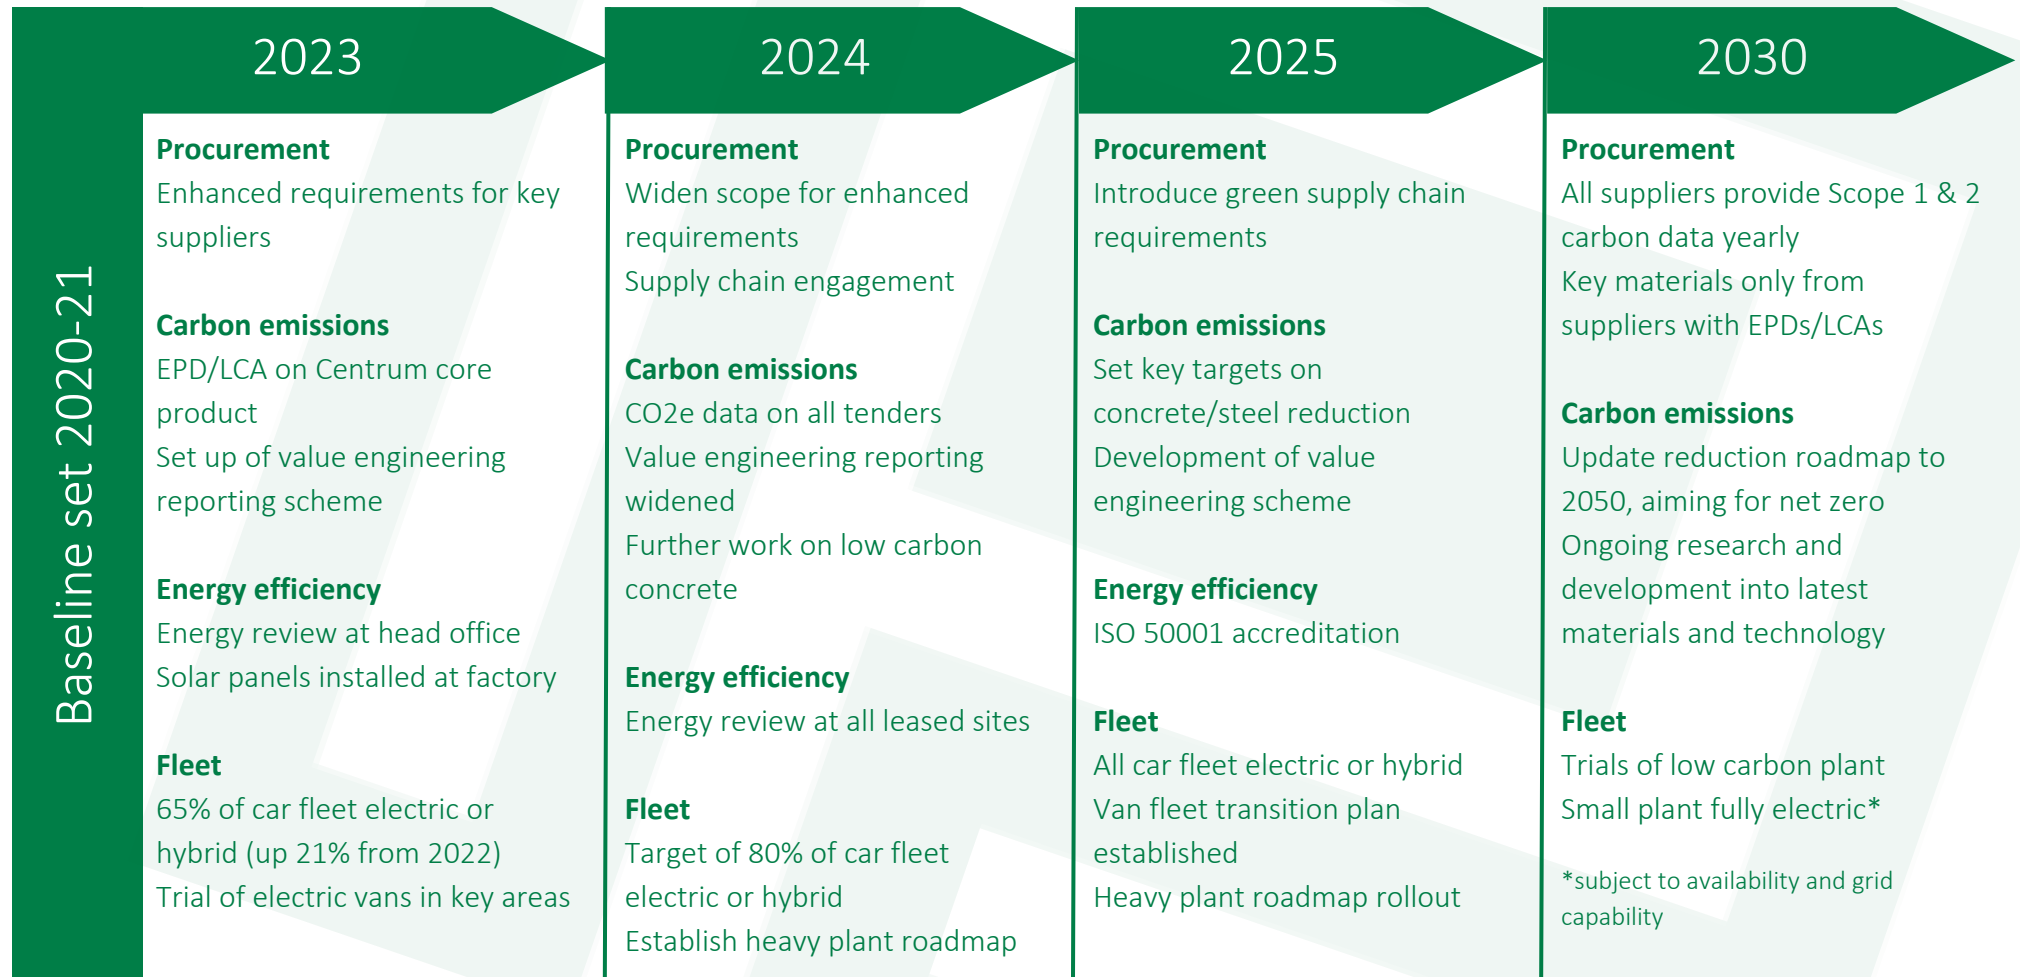 Baseline set 2020-21
2023
Procurement
Enhanced requirements for key
suppliers
Carbon emissions
EPD/LCA on Centrum core
product
Set up of value engineering
reporting scheme
Energy efficiency
Energy review at head office
Solar panels installed at factory
Fleet
65% of car fleet electric or
hybrid (up 21% from 2022)
Trial of electric vans in key areas
2024
Procurement
Widen scope for enhanced
requirements
Supply chain engagement
Carbon emissions
CO2e data on all tenders
Value engineering reporting
widened
Further work on low carbon
concrete
Energy efficiency
Energy review at all leased sites
Fleet
Target of 80% of car fleet
electric or hybrid
Establish heavy plant roadmap
2025
Procurement
Introduce green supply chain
requirements
Carbon emissions
Set key targets on
concrete/steel reduction
Development of value
engineering scheme
Energy efficiency
ISO 50001 accreditation
Fleet
All car fleet electric or hybrid
Van fleet transition plan
established
Heavy plant roadmap rollout
2030
Procurement
All suppliers provide Scope 1 & 2
carbon data yearly
Key materials only from
suppliers with EPDs/LCAs
Carbon emissions
Update reduction roadmap to
2050, aiming for net zero
Ongoing research and
development into latest
materials and technology
Fleet
Trials of low carbon plant
Small plant fully electric*
*subject to availability and grid
capability